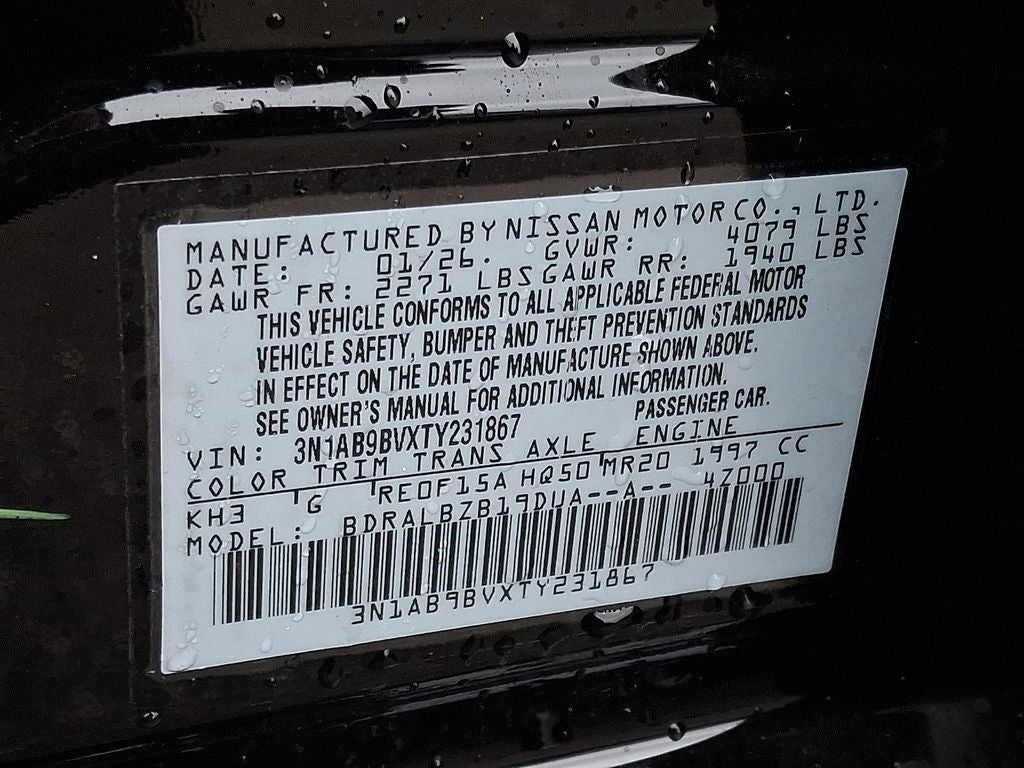 MANUFACTURED BY NISSAN MOTOR CO., LTD.
DATE: 01/26. GVWR: 4079 LBS
GAWR FR: 2271 LBS GAWR RR: 1940 LBS
THIS VEHICLE CONFORMS TO ALL APPLICABLE FEDERAL MOTOR
VEHICLE SAFETY, BUMPER AND THEFT PREVENTION STANDARDS
IN EFFECT ON THE DATE OF MANUFACTURE SHOWN ABOVE.
SEE OWNER'S MANUAL FOR ADDITIONAL INFORMATION.
VIN: 3N1AB9BVXTY231867 PASSENGER CAR.
COLOR TRIM TRANS AXLE ENGINE
KH3 G RE0F15A HQ50 MR20 1997 CC
MODEL: BDRALBZB19DUA--A-- 4Z000
3N1AB9BVXTY231867